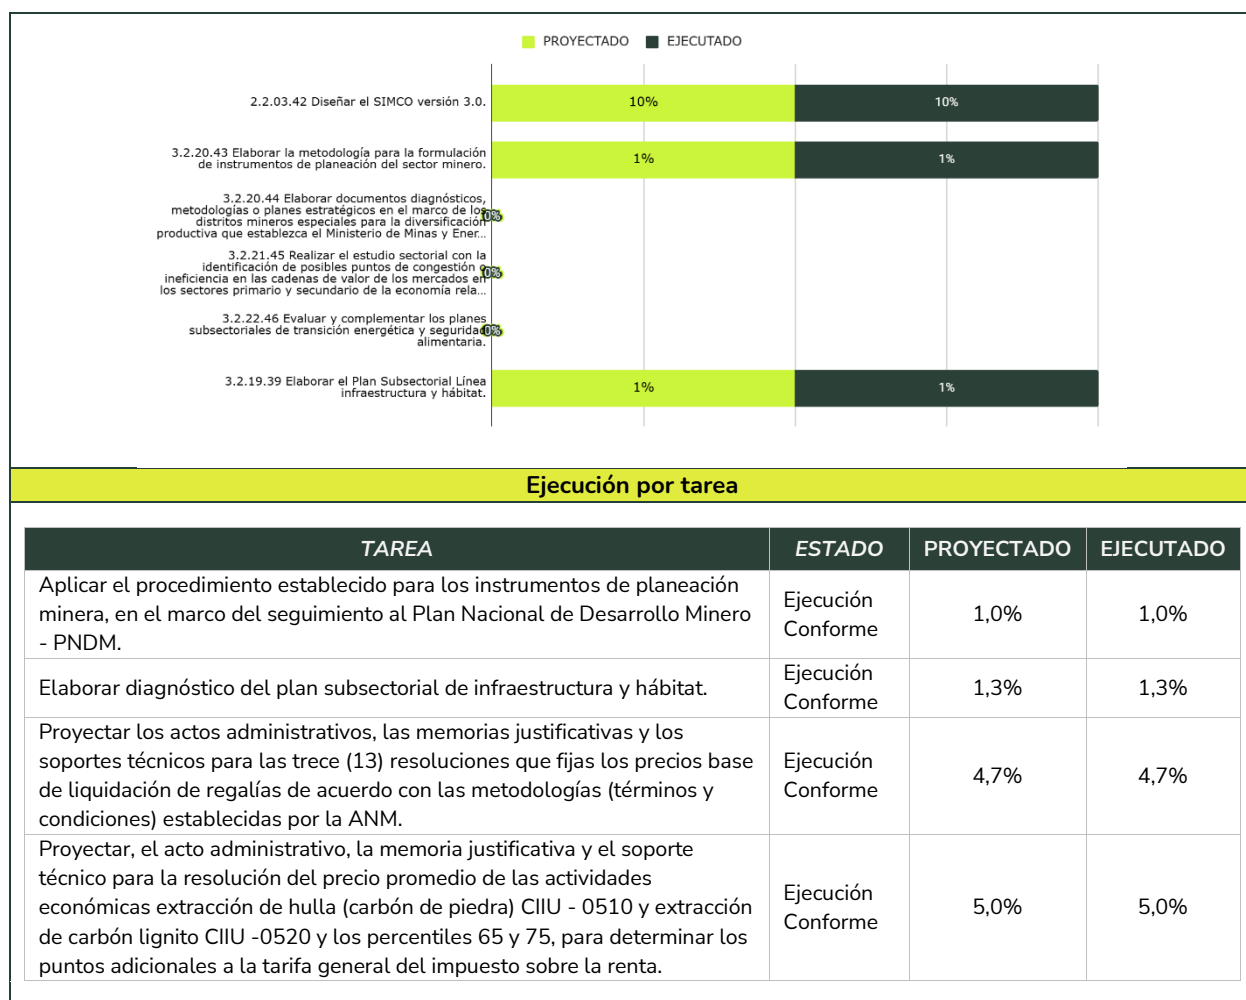 PROYECTADO EJECUTADO
2.2.03.42 Diseñar el SIMCO versión 3.0.
10% 10%
3.2.20.43 Elaborar la metodología para la formulación
de instrumentos de planeación del sector minero.
1% 1%
3.2.20.44 Elaborar documentos diagnósticos,
metodologías o planes estratégicos en el marco de los
distritos mineros especiales para la diversificación
productiva que establezca el Ministerio de Minas y Ener...
0%
3.2.21.45 Realizar el estudio sectorial con la
identificación de posibles puntos de congestión o
ineficiencia en las cadenas de valor de los mercados en
los sectores primario y secundario de la economía rela...
0%
3.2.22.46 Evaluar y complementar los planes
subsectoriales de transición energética y seguridad
alimentaria.
0%
3.2.19.39 Elaborar el Plan Subsectorial Línea
infraestructura y hábitat.
1% 1%
Ejecución por tarea
TAREA ESTADO PROYECTADO EJECUTADO
Aplicar el procedimiento establecido para los instrumentos de planeación
minera, en el marco del seguimiento al Plan Nacional de Desarrollo Minero
- PNDM.
Ejecución
Conforme
1,0% 1,0%
Elaborar diagnóstico del plan subsectorial de infraestructura y hábitat.
Ejecución
Conforme
1,3% 1,3%
Proyectar los actos administrativos, las memorias justificativas y los
soportes técnicos para las trece (13) resoluciones que fijas los precios base
de liquidación de regalías de acuerdo con las metodologías (términos y
condiciones) establecidas por la ANM.
Ejecución
Conforme
4,7% 4,7%
Proyectar, el acto administrativo, la memoria justificativa y el soporte
técnico para la resolución del precio promedio de las actividades
económicas extracción de hulla (carbón de piedra) CIIU - 0510 y extracción
de carbón lignito CIIU -0520 y los percentiles 65 y 75, para determinar los
puntos adicionales a la tarifa general del impuesto sobre la renta.
Ejecución
Conforme
5,0% 5,0%